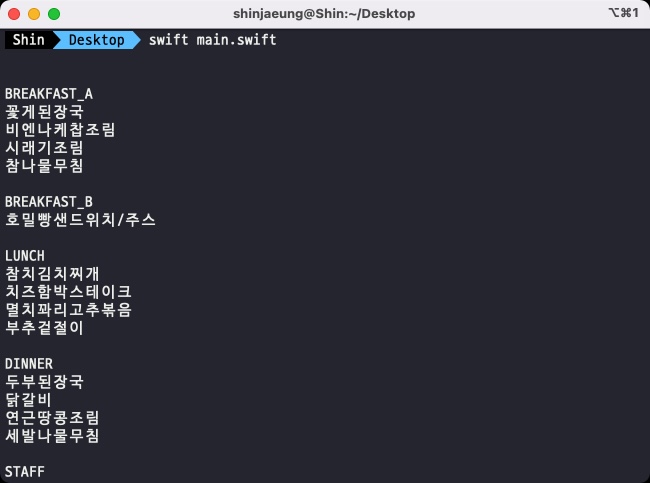 shinjaeung@Shin:~/Desktop
⌥⌘1
Shin Desktop swift main.swift
BREAKFAST_A
꽃게된장국
비엔나케찹조림
시래기조림
참나물무침
BREAKFAST_B
호밀빵샌드위치/주스
LUNCH
참치김치찌개
치즈함박스테이크
멸치꽈리고추볶음
부추겉절이
DINNER
두부된장국
닭갈비
연근땅콩조림
세발나물무침
STAFF